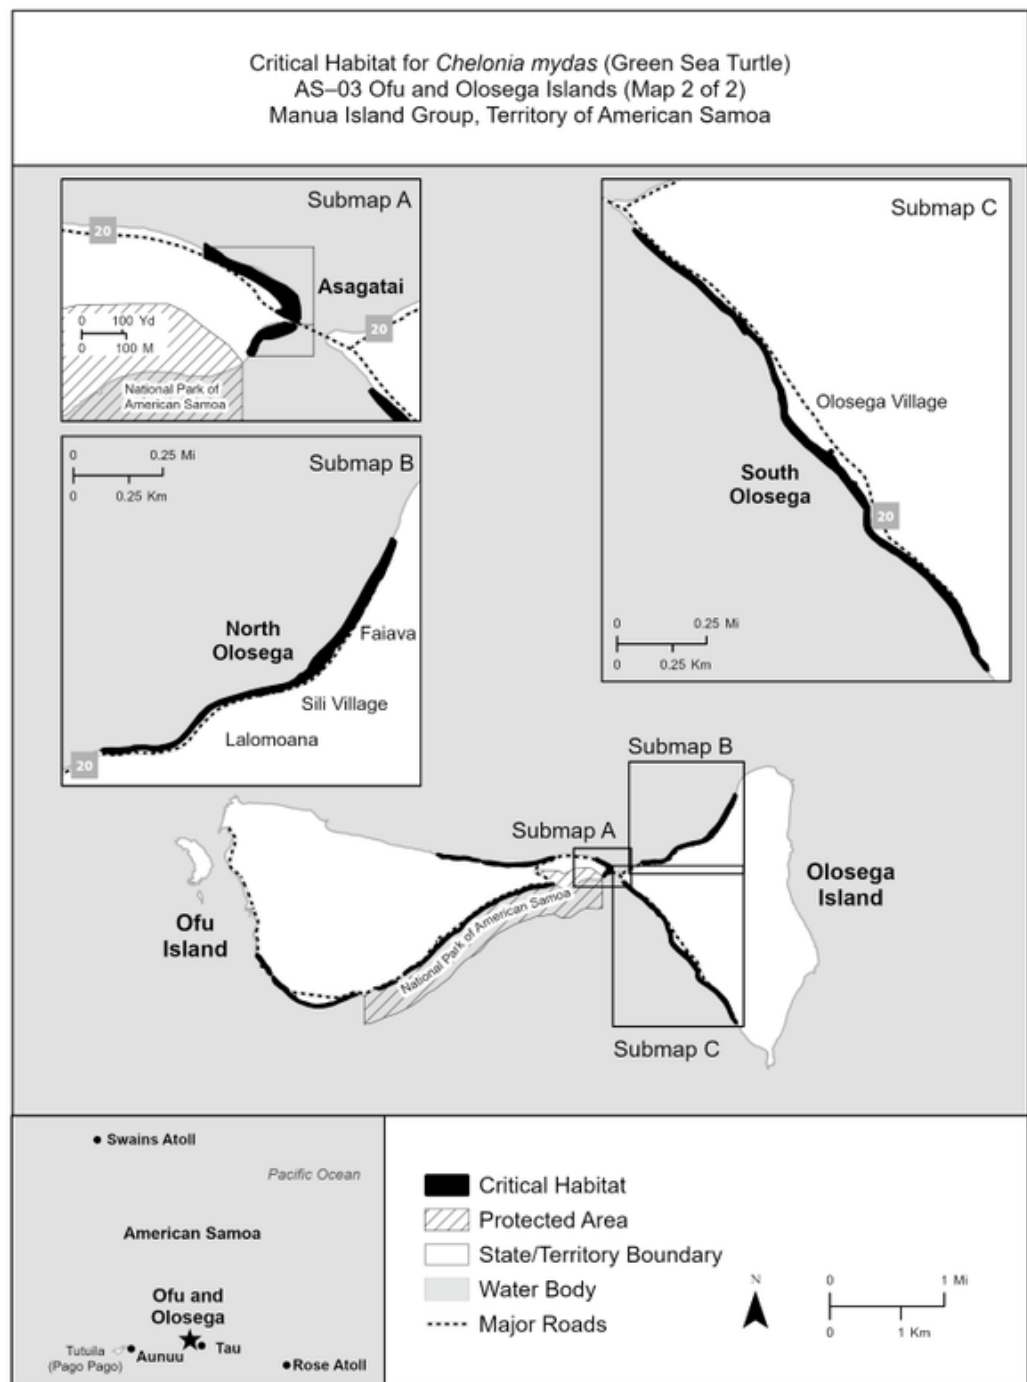 Critical Habitat for Chelonia mydas (Green Sea Turtle)
AS–03 Ofu and Olosega Islands (Map 2 of 2)
Manua Island Group, Territory of American Samoa
Submap A
20
Asagatai
20
0 100 Yd
0 100 M
National Park of
American Samoa
Submap B
0 0.25 Mi
0 0.25 Km
North
Olosega
Faiava
Sili Village
Lalomoana
20
Submap C
Olosega Village
South
Olosega
20
0 0.25 Mi
0 0.25 Km
Submap B
Submap A
Olosega
Island
Ofu
Island
National Park of American Samoa
Submap C
Swains Atoll
Pacific Ocean
American Samoa
Ofu and
Olosega
Tutuila
(Pago Pago)
Aunuu
Tau
Rose Atoll
Critical Habitat
Protected Area
State/Territory Boundary
Water Body
Major Roads
N
0 1 Mi
0 1 Km